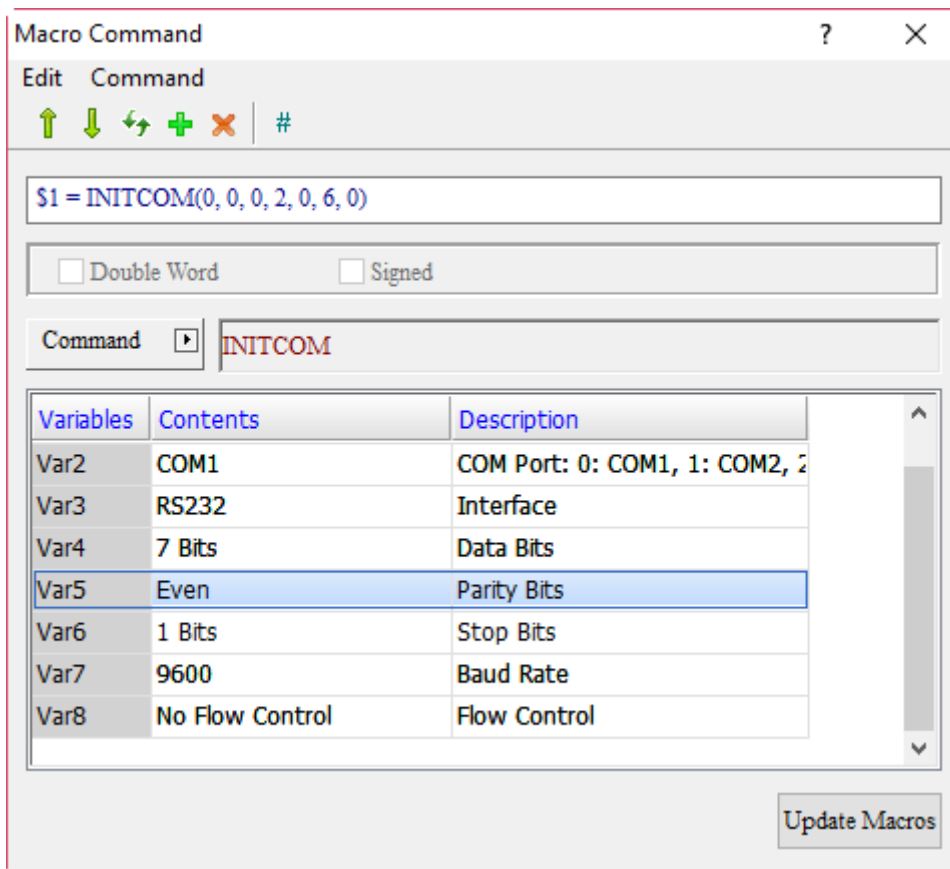 Macro Command ?
Edit Command
#
$1 = INITCOM(0, 0, 0, 2, 0, 6, 0)
Double Word Signed
Command INITCOM
Variables Contents Description
Var2 COM1 COM Port: 0: COM1, 1: COM2, 2
Var3 RS232 Interface
Var4 7 Bits Data Bits
Var5 Even Parity Bits
Var6 1 Bits Stop Bits
Var7 9600 Baud Rate
Var8 No Flow Control Flow Control
Update Macros